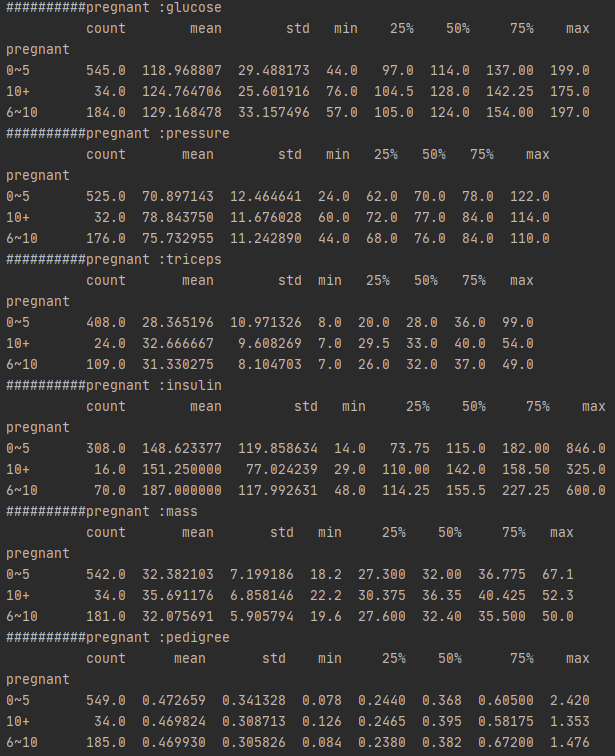 ##########pregnant :glucose
count mean std min 25% 50% 75% max
pregnant
0~5 545.0 118.968807 29.488173 44.0 97.0 114.0 137.00 199.0
10+ 34.0 124.764706 25.601916 76.0 104.5 128.0 142.25 175.0
6~10 184.0 129.168478 33.157496 57.0 105.0 124.0 154.00 197.0
##########pregnant :pressure
count mean std min 25% 50% 75% max
pregnant
0~5 525.0 70.897143 12.464641 24.0 62.0 70.0 78.0 122.0
10+ 32.0 78.843750 11.676028 60.0 72.0 77.0 84.0 114.0
6~10 176.0 75.732955 11.242890 44.0 68.0 76.0 84.0 110.0
##########pregnant :triceps
count mean std min 25% 50% 75% max
pregnant
0~5 408.0 28.365196 10.971326 8.0 20.0 28.0 36.0 99.0
10+ 24.0 32.666667 9.608269 7.0 29.5 33.0 40.0 54.0
6~10 109.0 31.330275 8.104703 7.0 26.0 32.0 37.0 49.0
##########pregnant :insulin
count mean std min 25% 50% 75% max
pregnant
0~5 308.0 148.623377 119.858634 14.0 73.75 115.0 182.00 846.0
10+ 16.0 151.250000 77.024239 29.0 110.00 142.0 158.50 325.0
6~10 70.0 187.000000 117.992631 48.0 114.25 155.5 227.25 600.0
##########pregnant :mass
count mean std min 25% 50% 75% max
pregnant
0~5 542.0 32.382103 7.199186 18.2 27.300 32.00 36.775 67.1
10+ 34.0 35.691176 6.858146 22.2 30.375 36.35 40.425 52.3
6~10 181.0 32.075691 5.905794 19.6 27.600 32.40 35.500 50.0
##########pregnant :pedigree
count mean std min 25% 50% 75% max
pregnant
0~5 549.0 0.472659 0.341328 0.078 0.2440 0.368 0.60500 2.420
10+ 34.0 0.469824 0.308713 0.126 0.2465 0.395 0.58175 1.353
6~10 185.0 0.469930 0.305826 0.084 0.2380 0.382 0.67200 1.476